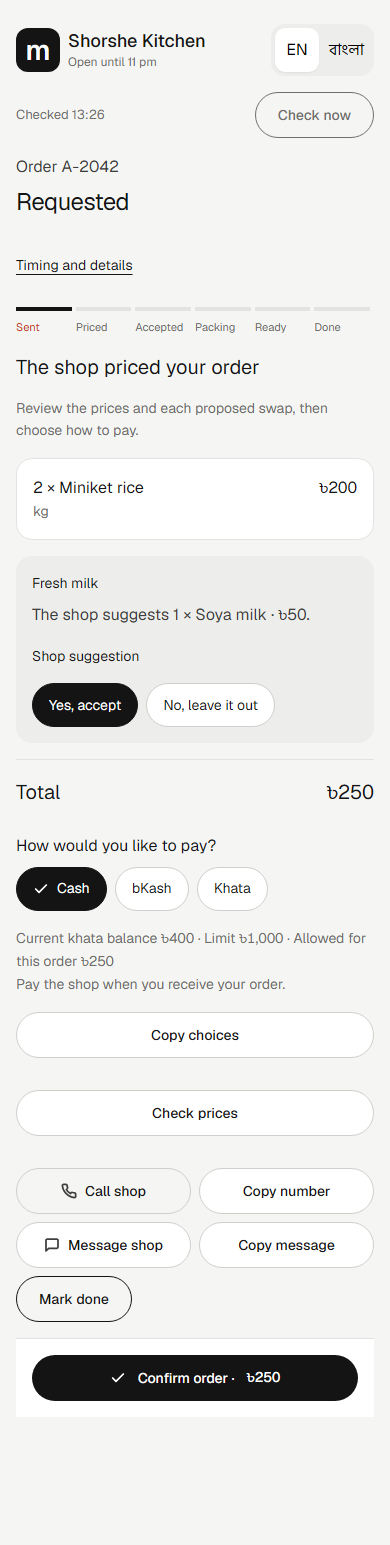 m
Shorshe Kitchen
Open until 11 pm
EN
বাংলা
Checked 13:26
Check now
Order A-2042
Requested
Timing and details
Sent Priced Accepted Packing Ready Done
The shop priced your order
Review the prices and each proposed swap, then
choose how to pay.
2 × Miniket rice ৳200
kg
Fresh milk
The shop suggests 1 × Soya milk · ৳50.
Shop suggestion
Yes, accept
No, leave it out
Total ৳250
How would you like to pay?
Cash
bKash
Khata
Current khata balance ৳400 · Limit ৳1,000 · Allowed for
this order ৳250
Pay the shop when you receive your order.
Copy choices
Check prices
Call shop
Copy number
Message shop
Copy message
Mark done
Confirm order · ৳250